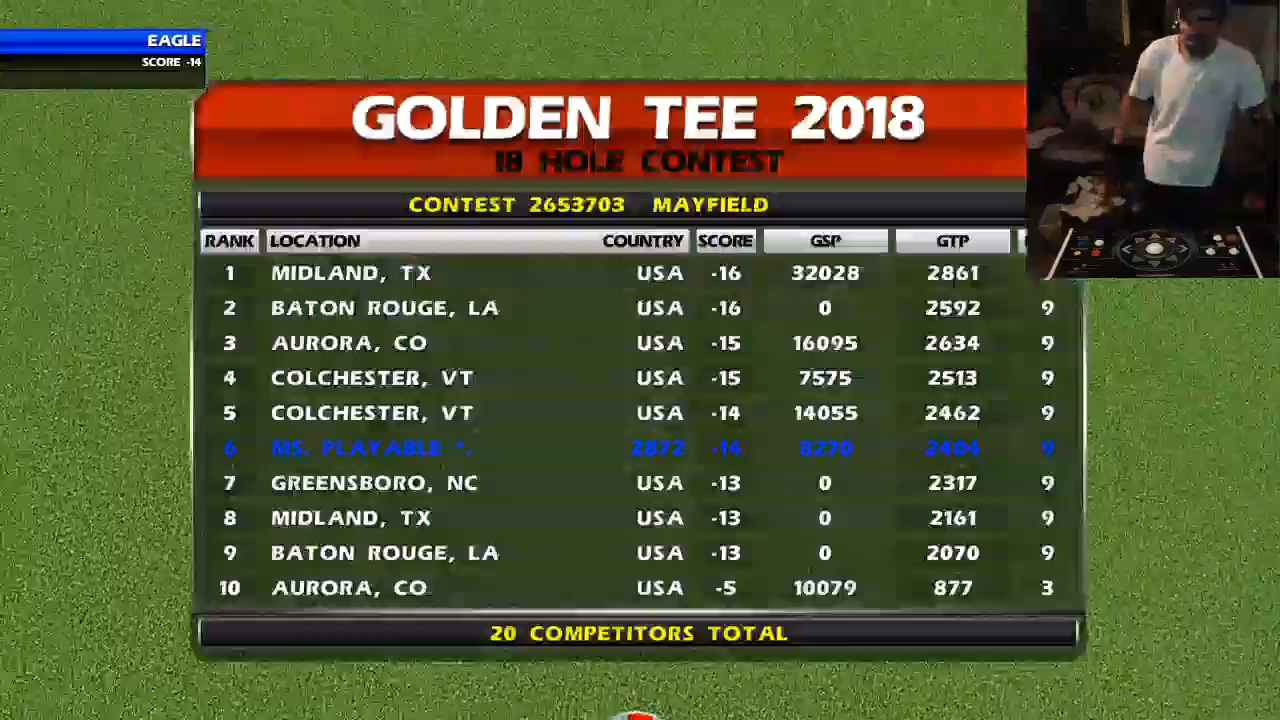 EAGLE
SCORE -14
GOLDEN TEE 2018
18 HOLE CONTEST
CONTEST 2653703 MAYFIELD
RANK LOCATION COUNTRY SCORE GSP GTP
1 MIDLAND, TX USA -16 32028 2861
2 BATON ROUGE, LA USA -16 0 2592 9
3 AURORA, CO USA -15 16095 2634 9
4 COLCHESTER, VT USA -15 7575 2513 9
5 COLCHESTER, VT USA -14 14055 2462 9
6 MS. PLAYABLE *. 2872 -14 8270 2404 9
7 GREENSBORO, NC USA -13 0 2317 9
8 MIDLAND, TX USA -13 0 2161 9
9 BATON ROUGE, LA USA -13 0 2070 9
10 AURORA, CO USA -5 10079 877 3
20 COMPETITORS TOTAL